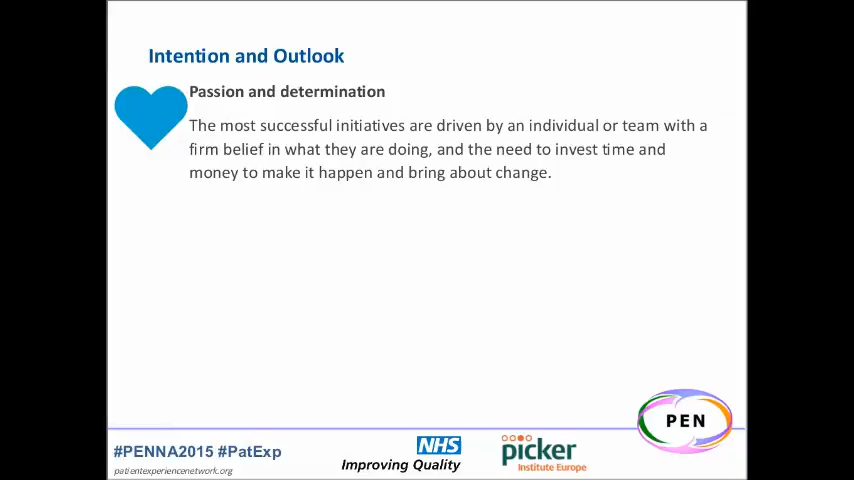 Intention and Outlook
Passion and determination
The most successful initiatives are driven by an individual or team with a
firm belief in what they are doing, and the need to invest time and
money to make it happen and bring about change.
PEN
#PENNA2015 #PatExp
patientexperiencenetwork.org
NHS
Improving Quality
picker
Institute Europe